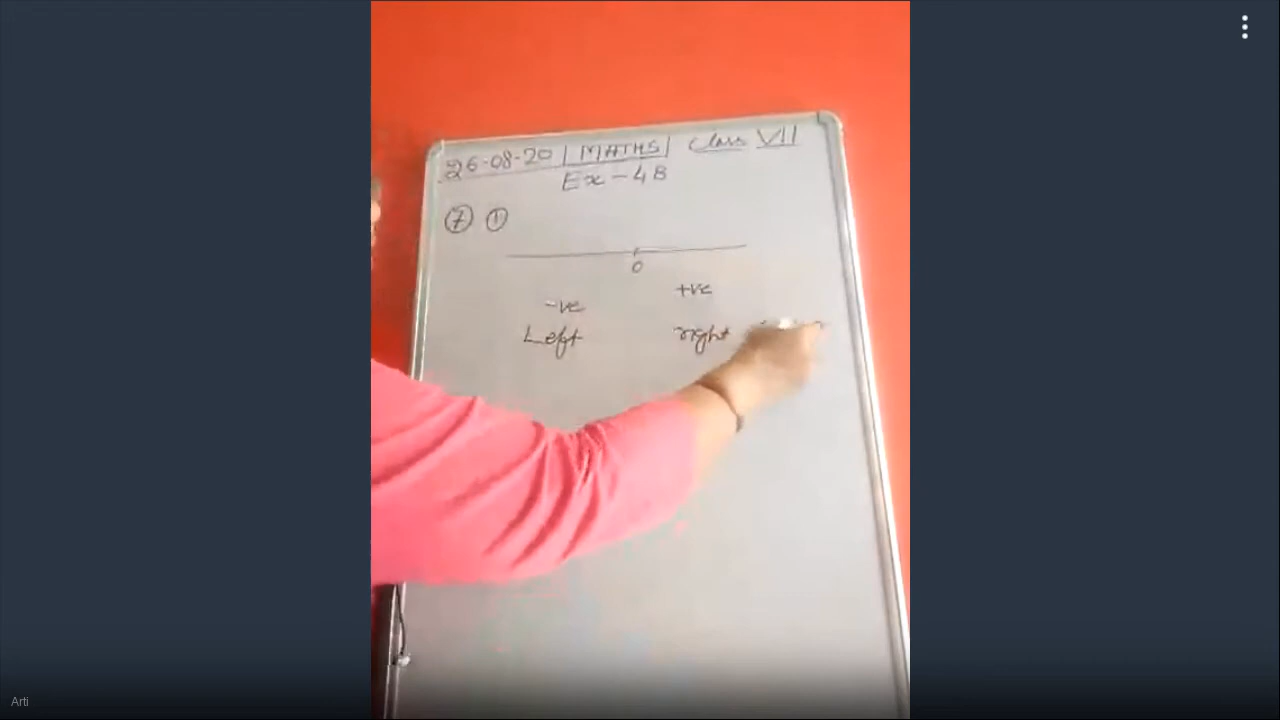 26-08-20 | MATHS | Class VII
Ex - 4B
7 1
0
-ve +ve
Left right
Arti